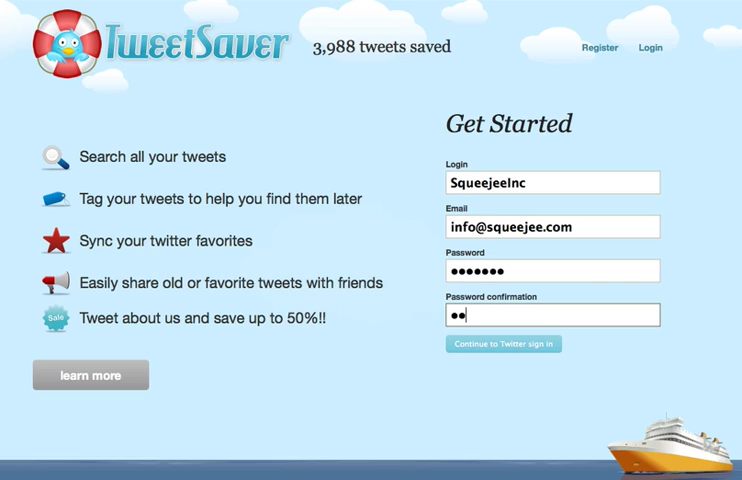 TweetSaver
3,988 tweets saved
Register
Login
Search all your tweets
Tag your tweets to help you find them later
Sync your twitter favorites
Easily share old or favorite tweets with friends
Sale
Tweet about us and save up to 50%!!
learn more
Get Started
Login
SqueejeeInc
Email
info@squeejee.com
Password
●●●●●●●
Password confirmation
●●
Continue to Twitter sign in